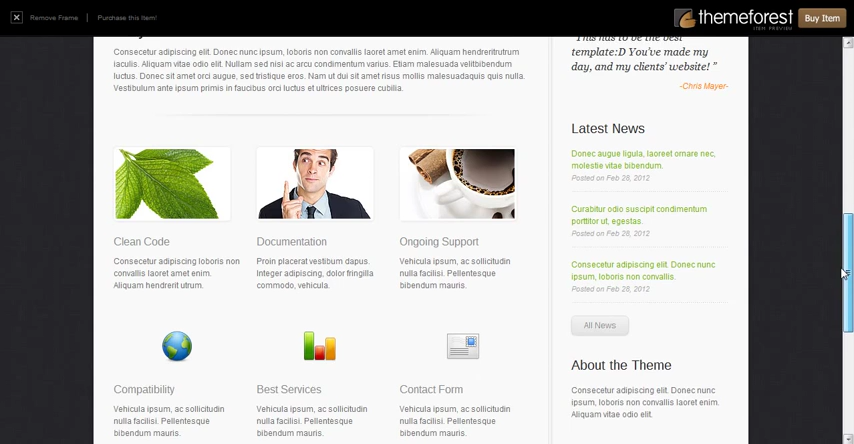 Remove Frame
Purchase this Item!
themeforest
ITEM PREVIEW
Buy Item
Consectetur adipiscing elit. Donec nunc ipsum, loboris non convallis laoret amet enim. Aliquam hendreritrutrum
iaculis. Aliquam vitae odio elit. Nullam sed nisi ac arcu condimentum varius. Etiam malesuada velitbibendum
luctus. Donec sit amet orci augue, sed tristique eros. Nam ut dui sit amet risus mollis malesuadaquis quis nulla.
Vestibulum ante ipsum primis in faucibus orci luctus et ultrices posuere cubilia.
Clean Code
Consectetur adipiscing loboris non
convallis laoret amet enim.
Aliquam hendrerit utrum.
Documentation
Proin placerat vestibum dapus.
Integer adipiscing, dolor fringilla
commodo, vehicula.
Ongoing Support
Vehicula ipsum, ac sollicitudin
nulla facilisi. Pellentesque
bibendum mauris.
Compatibility
Vehicula ipsum, ac sollicitudin
nulla facilisi. Pellentesque
bibendum mauris.
Best Services
Vehicula ipsum, ac sollicitudin
nulla facilisi. Pellentesque
bibendum mauris.
Contact Form
Vehicula ipsum, ac sollicitudin
nulla facilisi. Pellentesque
bibendum mauris.
"This has to be the best
template:D You've made my
day, and my clients' website! "
-Chris Mayer-
Latest News
Donec augue ligula, laoreet ornare nec,
molestie vitae bibendum.
Posted on Feb 28, 2012
Curabitur odio suscipit condimentum
porttitor ut, egestas.
Posted on Feb 28, 2012
Consectetur adipiscing elit. Donec nunc
ipsum, loboris non convallis.
Posted on Feb 28, 2012
All News
About the Theme
Consectetur adipiscing elit. Donec nunc
ipsum, loboris non convallis laoret amet enim.
Aliquam vitae odio elit.